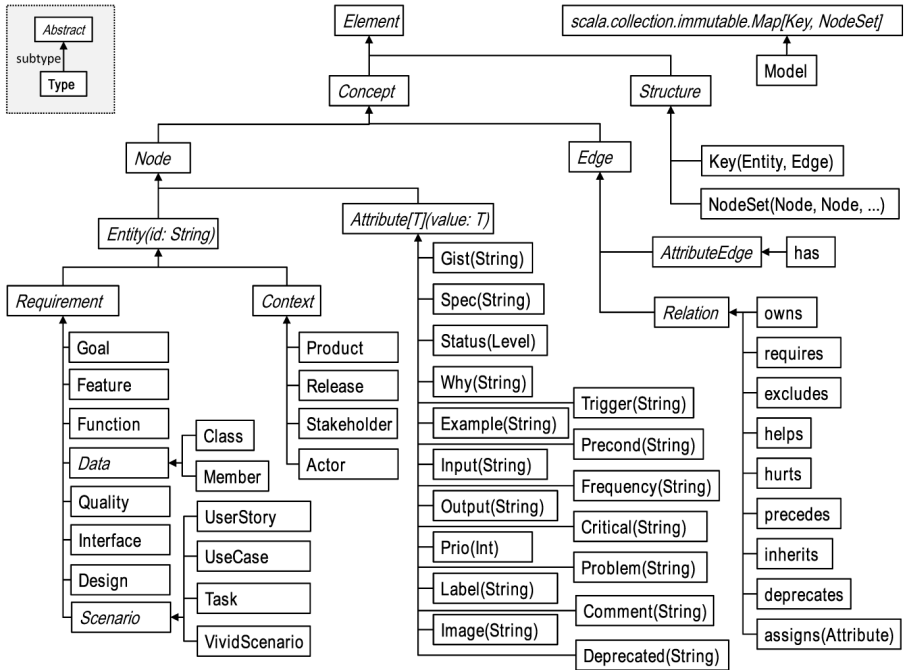 Abstract
subtype
Type
Element
scala.collection.immutable.Map[Key, NodeSet]
Model
Concept
Structure
Node
Edge
Key(Entity, Edge)
NodeSet(Node, Node, ...)
Entity(id: String)
Attribute[T](value: T)
AttributeEdge
has
Requirement
Context
Relation
Goal
Feature
Function
Data
Class
Member
Quality
Interface
Design
Scenario
UserStory
UseCase
Task
VividScenario
Product
Release
Stakeholder
Actor
Gist(String)
Spec(String)
Status(Level)
Why(String)
Example(String)
Input(String)
Output(String)
Prio(Int)
Label(String)
Image(String)
Trigger(String)
Precond(String)
Frequency(String)
Critical(String)
Problem(String)
Comment(String)
Deprecated(String)
owns
requires
excludes
helps
hurts
precedes
inherits
deprecates
assigns(Attribute)